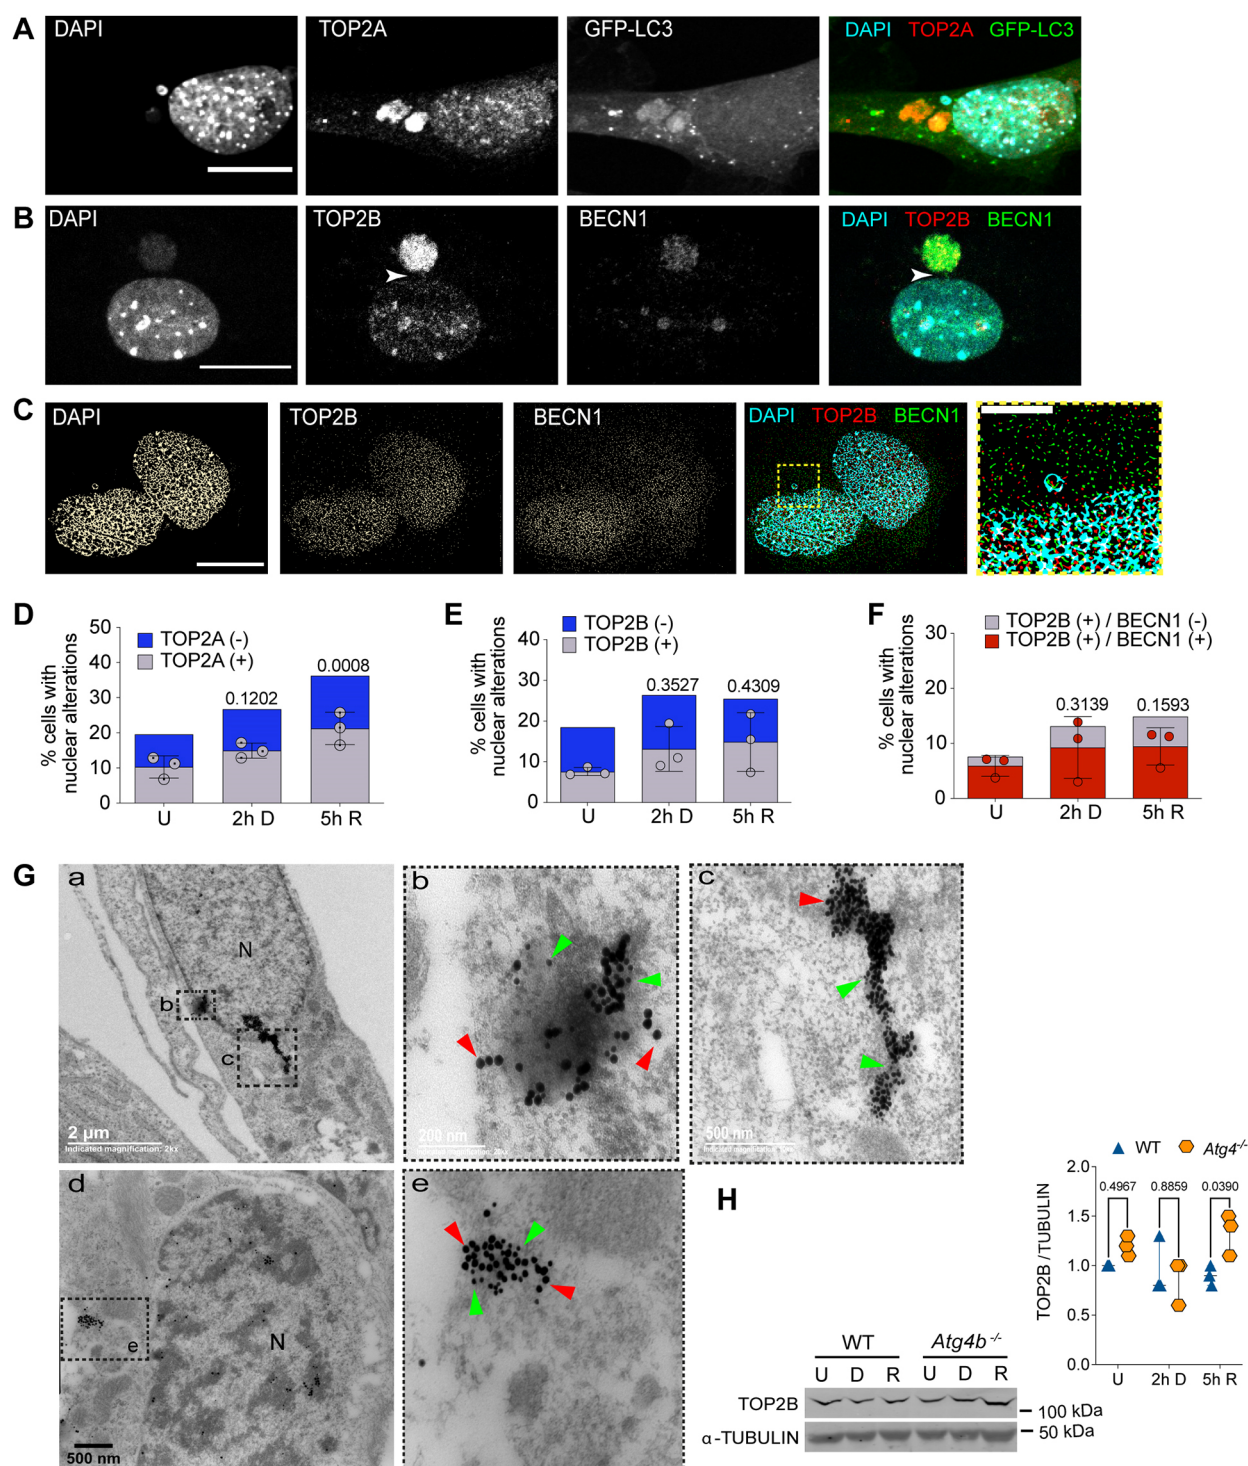 A
DAPI
TOP2A
GFP-LC3
DAPI TOP2A GFP-LC3
B
DAPI
TOP2B
BECN1
DAPI TOP2B BECN1
C
DAPI
TOP2B
BECN1
DAPI TOP2B BECN1
D
TOP2A (-)
TOP2A (+)
% cells with
nuclear alterations
50
40
30
20
10
0
0.1202
0.0008
U 2h D 5h R
E
TOP2B (-)
TOP2B (+)
% cells with
nuclear alterations
40
30
20
10
0
0.3527
0.4309
U 2h D 5h R
F
TOP2B (+) / BECN1 (-)
TOP2B (+) / BECN1 (+)
% cells with
nuclear alterations
30
20
10
0
0.3139
0.1593
U 2h D 5h R
G
a
N
b
c
2 µm
Indicated magnification: 2kx
b
200 nm
c
500 nm
d
N
e
500 nm
e
H
WT Atg4b -/-
U D R U D R
TOP2B
100 kDa
α-TUBULIN
50 kDa
WT Atg4-/-
TOP2B / TUBULIN
2.0
1.5
1.0
0.5
0.0
0.4967
0.8859
0.0390
U 2h D 5h R